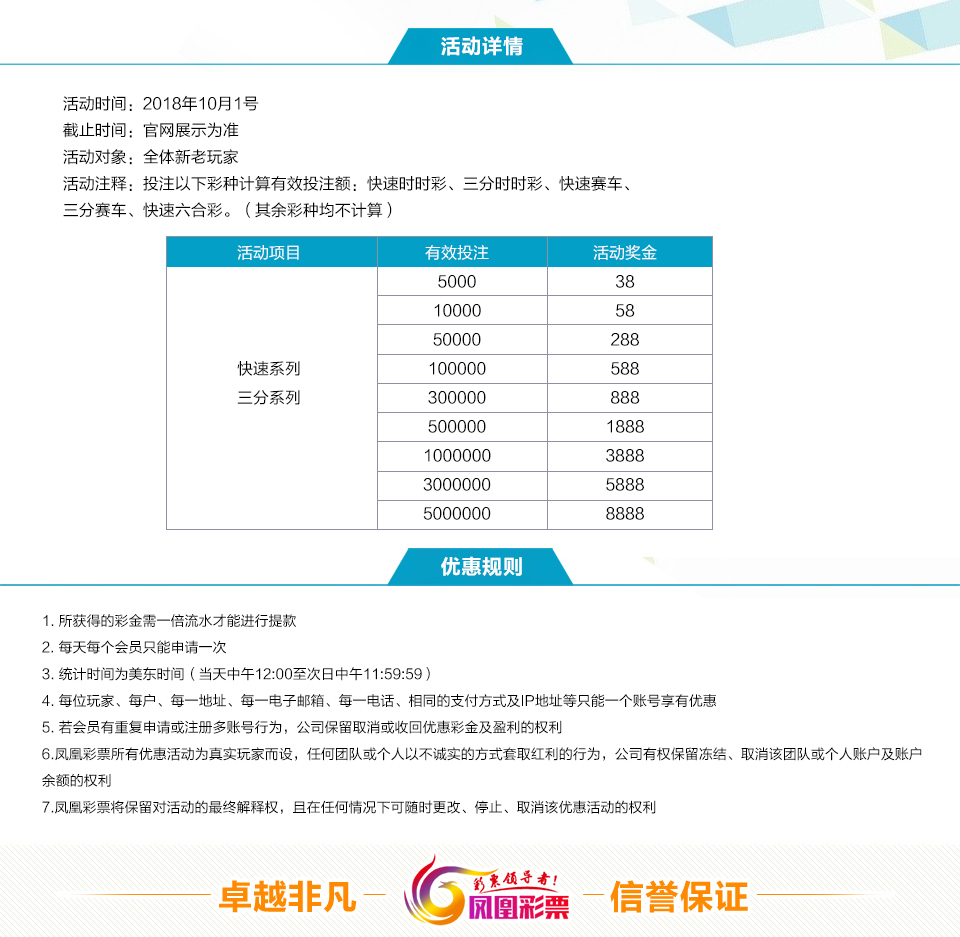 活动详情
活动时间：2018年10月1号
截止时间：官网展示为准
活动对象：全体新老玩家
活动注释：投注以下彩种计算有效投注额：快速时时彩、三分时时彩、快速赛车、
三分赛车、快速六合彩。（其余彩种均不计算）
活动项目 有效投注 活动奖金
5000 38
10000 58
50000 288
快速系列 100000 588
三分系列 300000 888
500000 1888
1000000 3888
3000000 5888
5000000 8888
优惠规则
1. 所获得的彩金需一倍流水才能进行提款
2. 每天每个会员只能申请一次
3. 统计时间为美东时间（当天中午12:00至次日中午11:59:59）
4. 每位玩家、每户、每一地址、每一电子邮箱、每一电话、相同的支付方式及IP地址等只能一个账号享有优惠
5. 若会员有重复申请或注册多账号行为，公司保留取消或收回优惠彩金及盈利的权利
6.凤凰彩票所有优惠活动为真实玩家而设，任何团队或个人以不诚实的方式套取红利的行为，公司有权保留冻结、取消该团队或个人账户及账户
余额的权利
7.凤凰彩票将保留对活动的最终解释权，且在任何情况下可随时更改、停止、取消该优惠活动的权利
卓越非凡
彩票领导者!
凤凰彩票
信誉保证